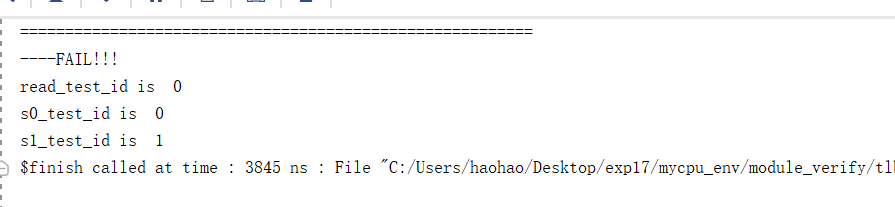 =====================================================
----FAIL!!!
read_test_id is  0
s0_test_id is  0
s1_test_id is  1
$finish called at time : 3845 ns : File "C:/Users/haohao/Desktop/exp17/mycpu_env/module_verify/tlb